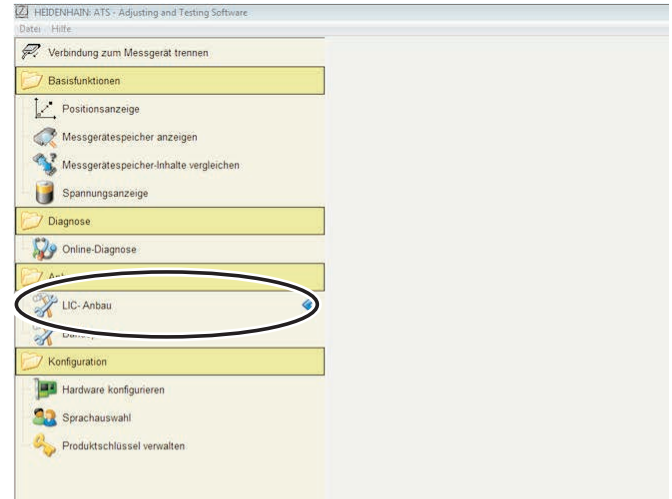 HEIDENHAIN: ATS - Adjusting and Testing Software
Datei Hilfe
Verbindung zum Messgerät trennen
Basisfunktionen
Positionsanzeige
Messgerätespeicher anzeigen
Messgerätespeicher-Inhalte vergleichen
Spannungsanzeige
Diagnose
Online-Diagnose
LIC- Anbau
Konfiguration
Hardware konfigurieren
Sprachauswahl
Produktschlüssel verwalten